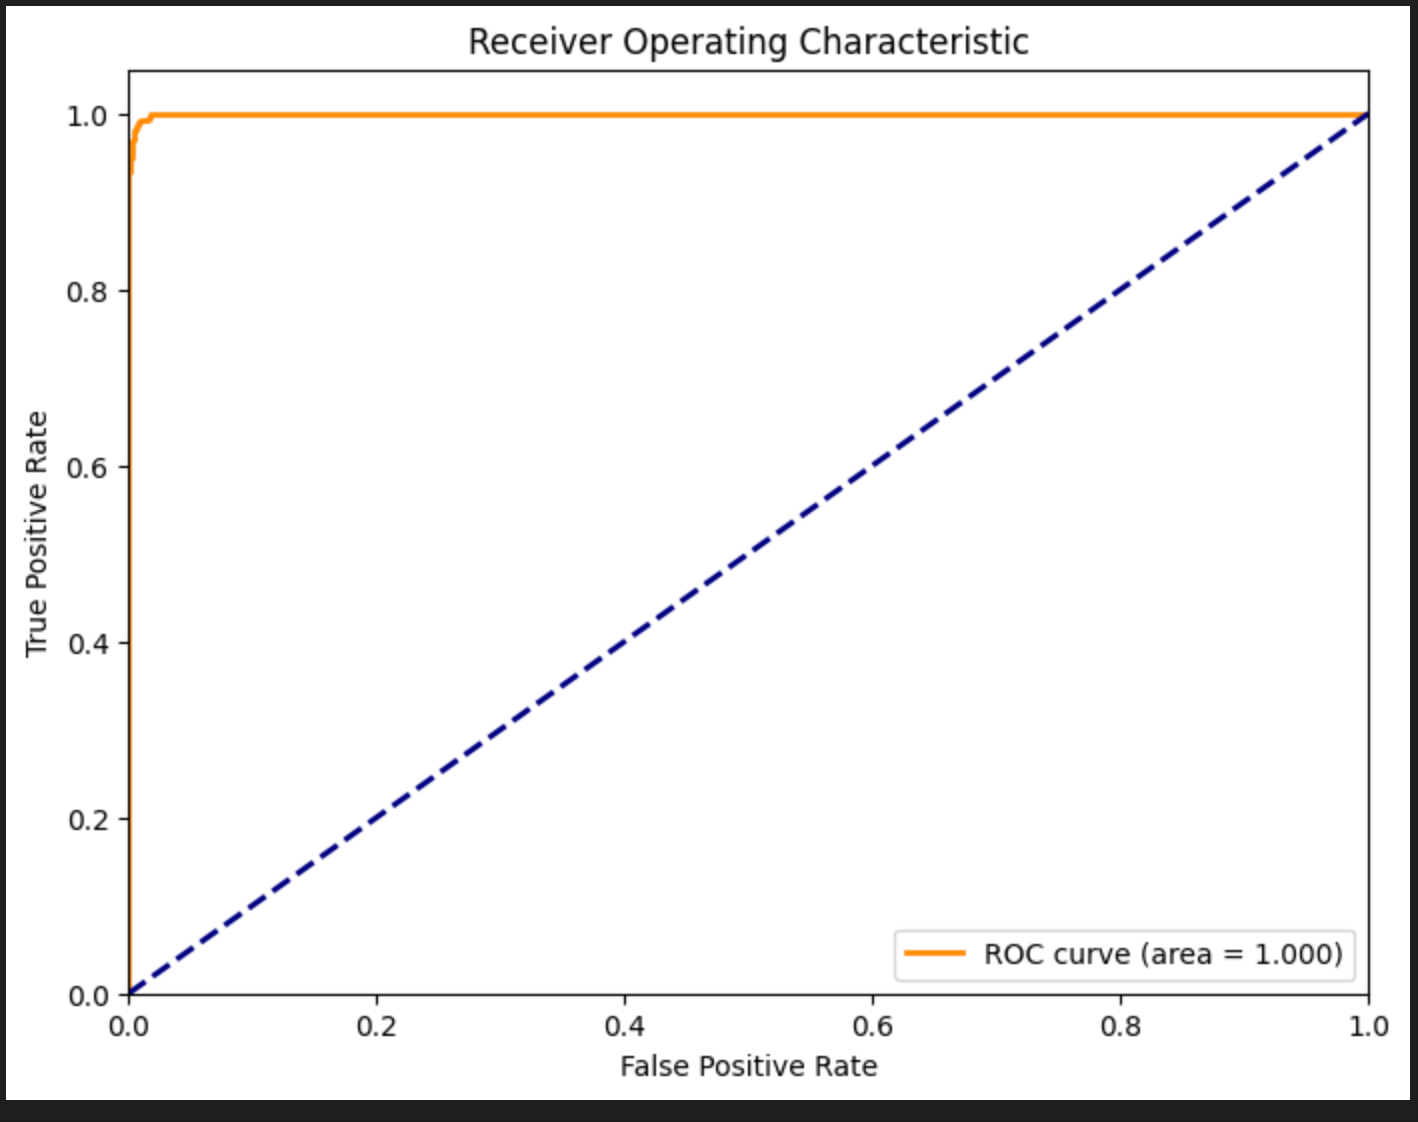 Receiver Operating Characteristic
True Positive Rate
1.0
0.8
0.6
0.4
0.2
0.0
ROC curve (area = 1.000)
0.0 0.2 0.4 0.6 0.8 1.0
False Positive Rate